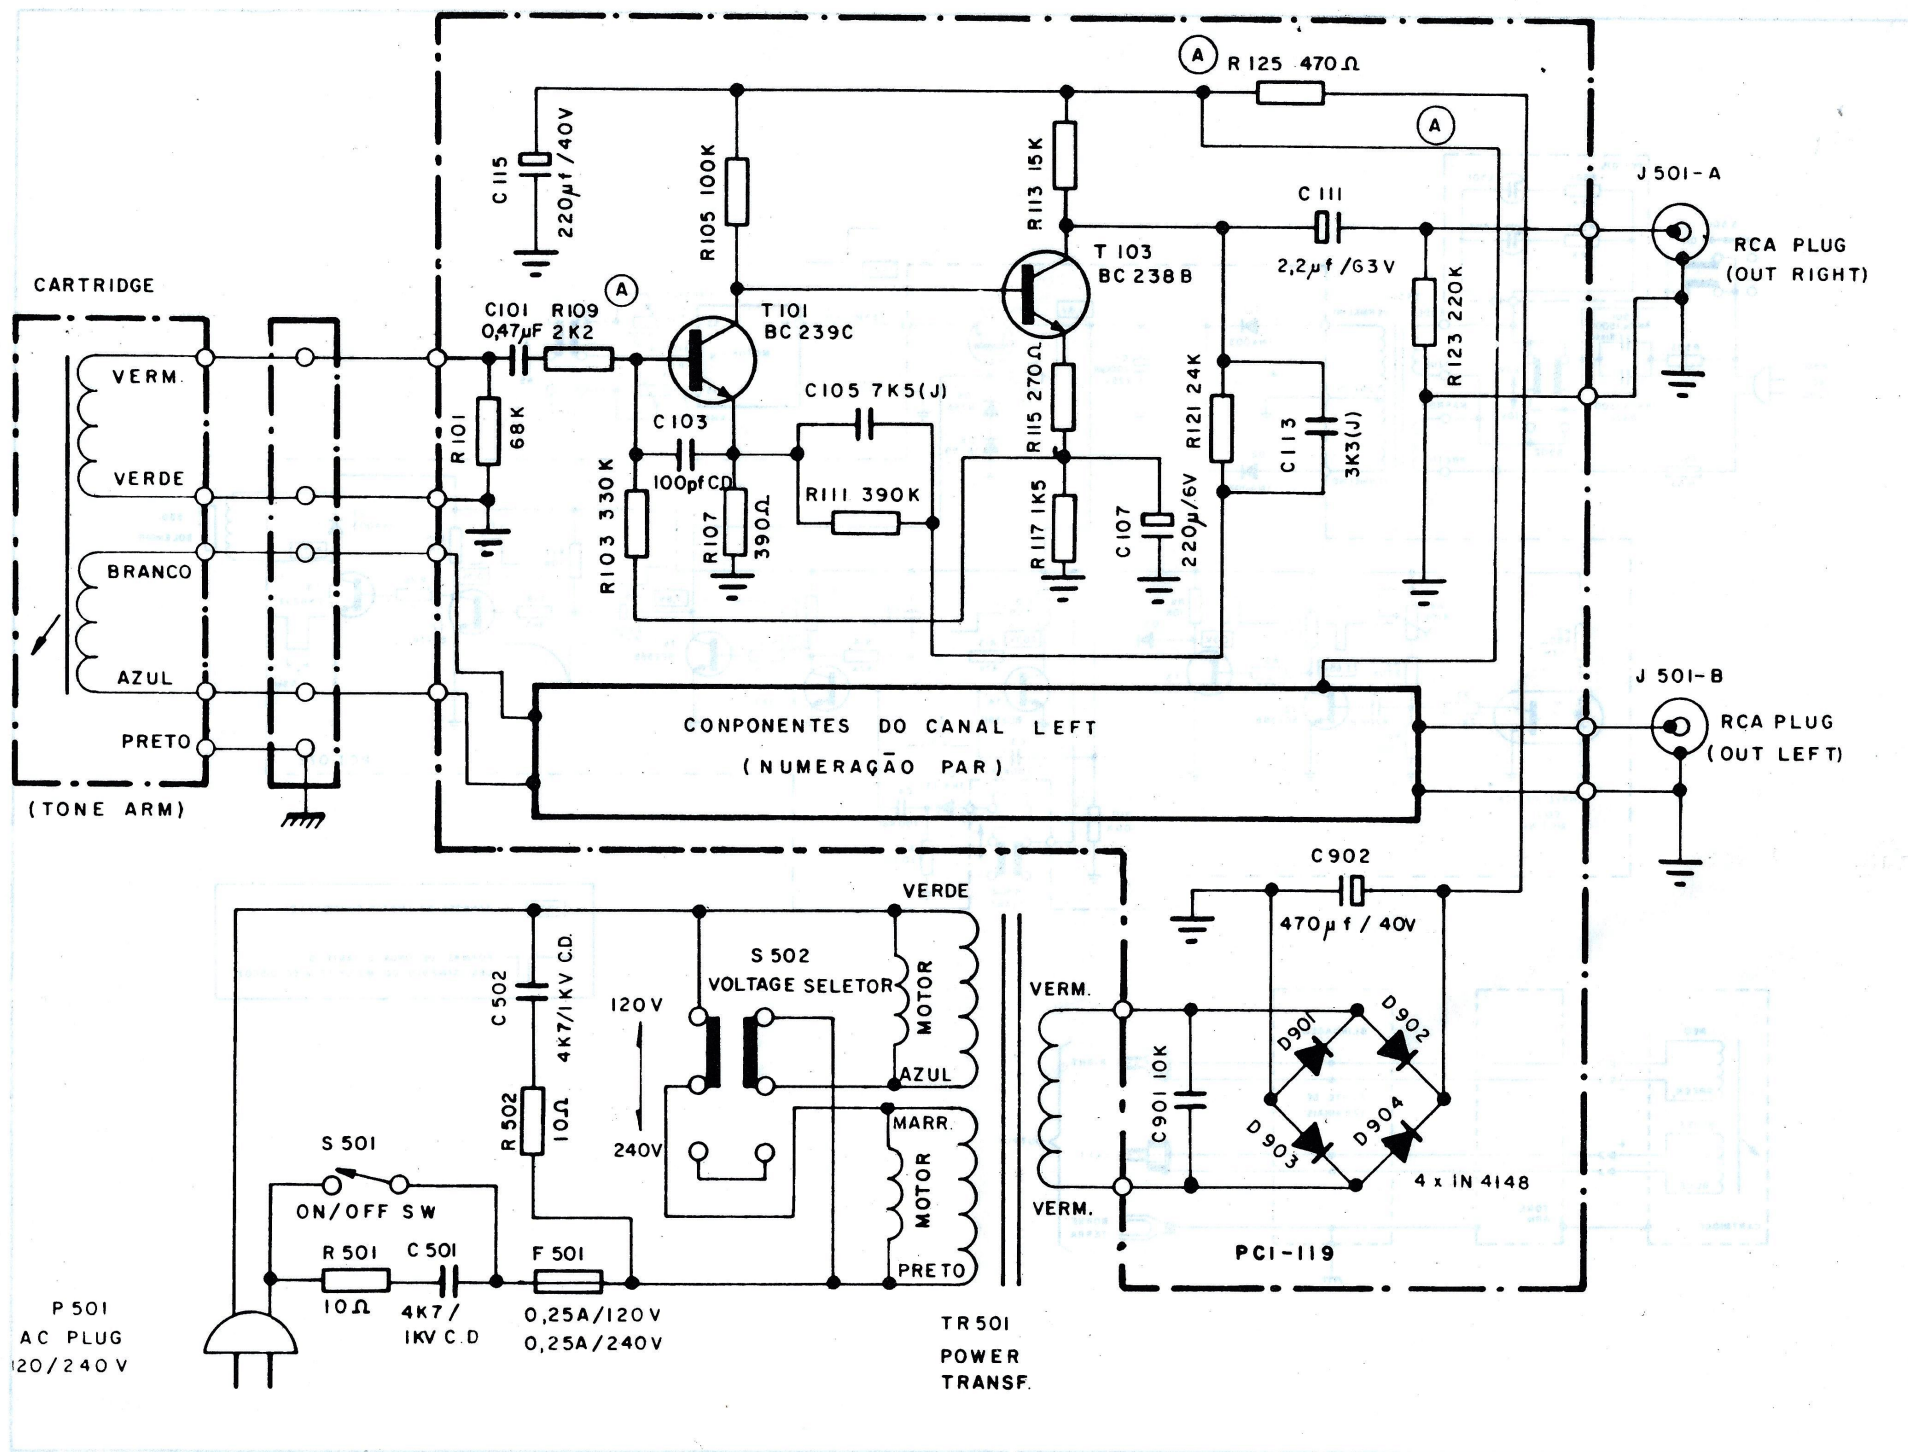 A
R 125 470Ω
A
J 501-A
RCA PLUG
(OUT RIGHT)
C 115
220µf / 40V
R105 100K
R113 15K
C 111
2,2µf /63V
T 103
BC 238 B
CARTRIDGE
A
C101
0,47µF
R109
2K2
T 101
BC 239C
R123 220K
VERM.
VERDE
BRANCO
AZUL
PRETO
(TONE ARM)
R 101
68K
C 103
100pf CD
C105 7K5(J)
R111 390K
R103 330K
R107
390Ω
R115 270Ω
R117 1K5
C107
220µ/6V
R121 24K
C 113
3K3(J)
CONPONENTES DO CANAL LEFT
(NUMERAÇÃO PAR)
J 501-B
RCA PLUG
(OUT LEFT)
C902
470µf / 40V
VERDE
C 502
4K7/1KV C.D.
S 502
VOLTAGE SELETOR
120V
240V
MOTOR
AZUL
MARR.
MOTOR
PRETO
VERM.
VERM.
C901 10K
D901
D902
D903
D904
4 x IN 4148
R 502
10Ω
S 501
ON/OFF SW
R 501
10Ω
C 501
4K7/
1KV C.D
F 501
0,25A/120V
0,25A/240V
PCI-119
P 501
AC PLUG
120/240 V
TR501
POWER
TRANSF.